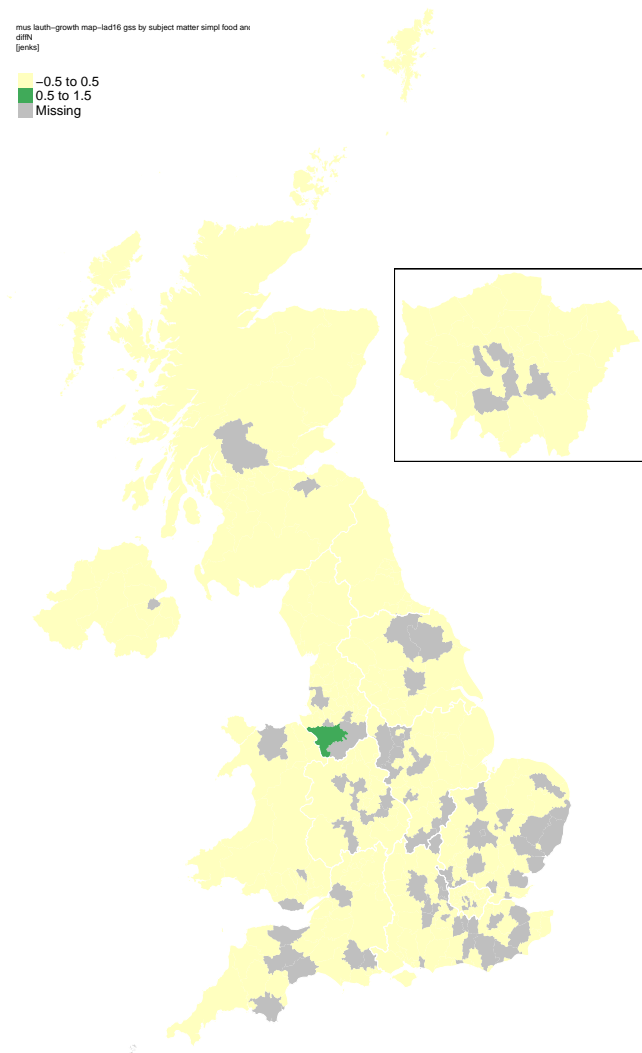 mus lauth−growth map−lad16 gss by subject matter simpl food
diffN
[jenks]
−0.5 to 0.5
0.5 to 1.5
Missing